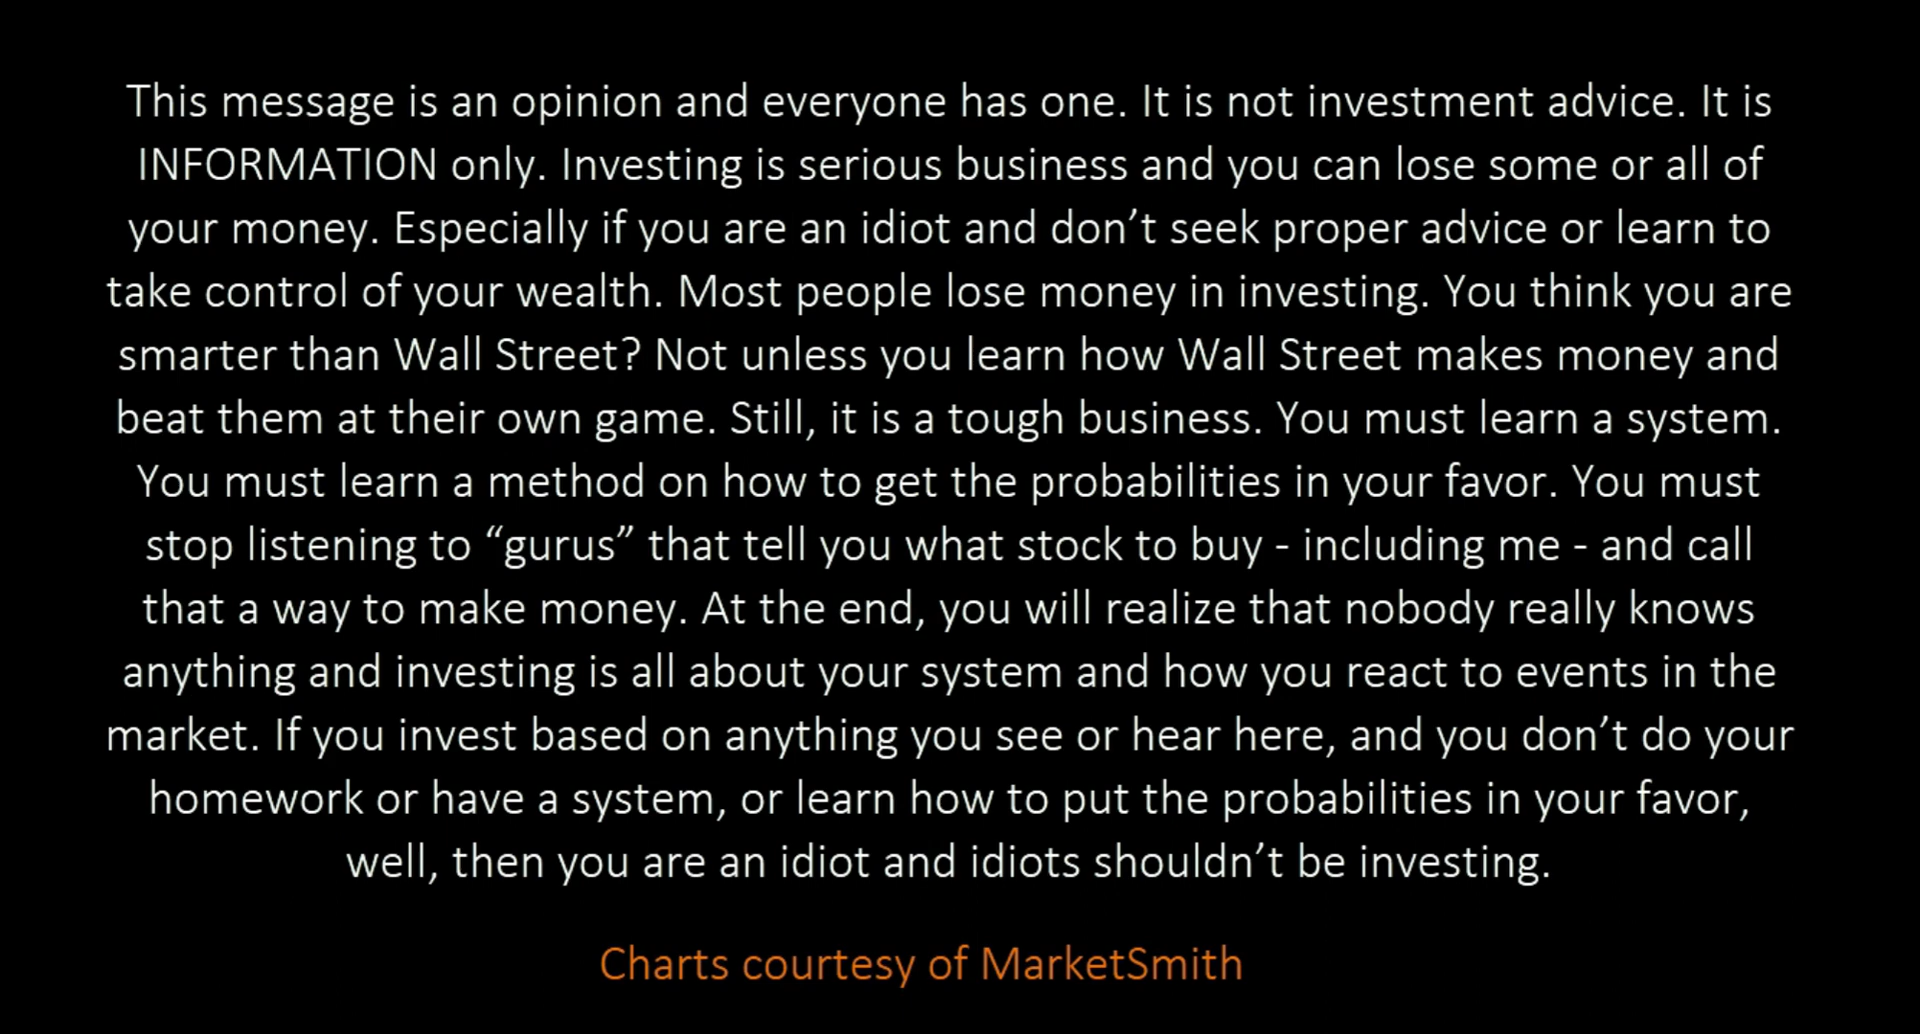 This message is an opinion and everyone has one. It is not investment advice. It is
INFORMATION only. Investing is serious business and you can lose some or all of
your money. Especially if you are an idiot and don’t seek proper advice or learn to
take control of your wealth. Most people lose money in investing. You think you are
smarter than Wall Street? Not unless you learn how Wall Street makes money and
beat them at their own game. Still, it is a tough business. You must learn a system.
You must learn a method on how to get the probabilities in your favor. You must
stop listening to “gurus” that tell you what stock to buy - including me - and call
that a way to make money. At the end, you will realize that nobody really knows
anything and investing is all about your system and how you react to events in the
market. If you invest based on anything you see or hear here, and you don’t do your
homework or have a system, or learn how to put the probabilities in your favor,
well, then you are an idiot and idiots shouldn’t be investing.
Charts courtesy of MarketSmith